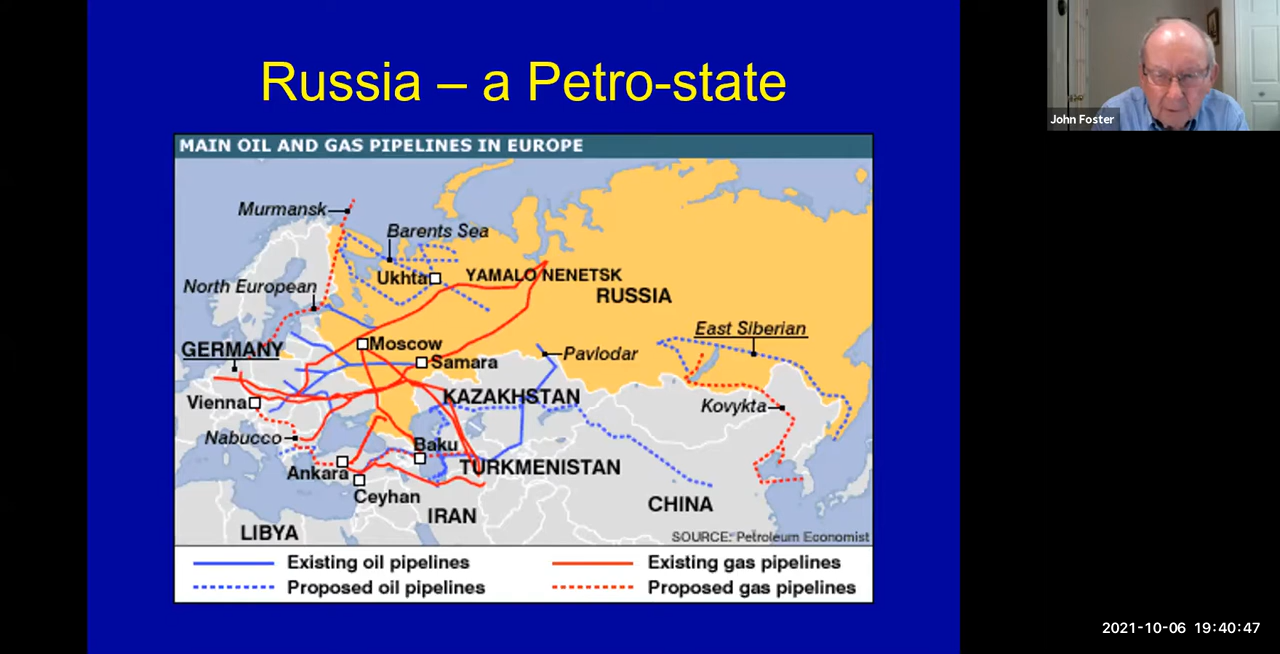 Russia – a Petro-state
John Foster
MAIN OIL AND GAS PIPELINES IN EUROPE
Murmansk
Barents Sea
Ukhta
YAMALO NENETSK
North European
RUSSIA
East Siberian
GERMANY
Moscow
Pavlodar
Samara
KAZAKHSTAN
Vienna
Kovykta
Nabucco
Baku
Ankara
TURKMENISTAN
Ceyhan
CHINA
IRAN
LIBYA
SOURCE: Petroleum Economist
Existing oil pipelines
Existing gas pipelines
Proposed oil pipelines
Proposed gas pipelines
2021-10-06 19:40:47